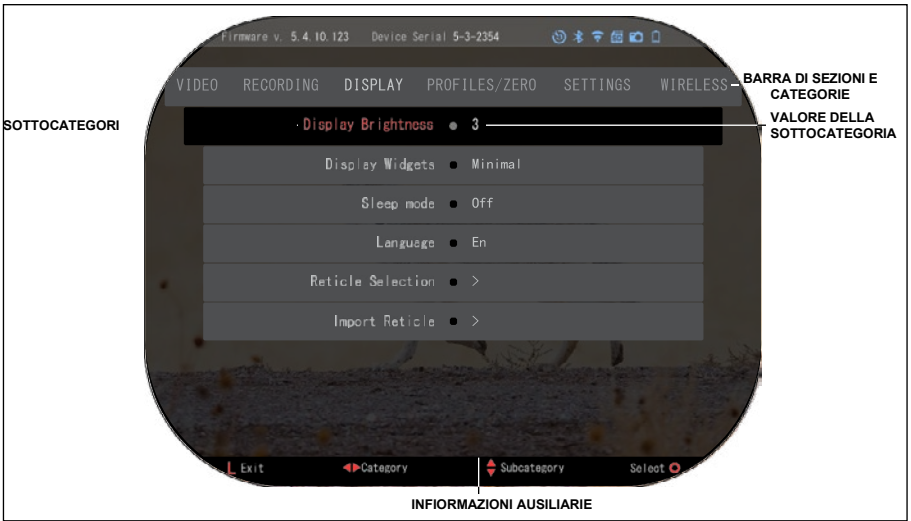 Firmware v. 5.4.10.123 Device Serial 5-3-2354
VIDEO RECORDING DISPLAY PROFILES/ZERO SETTINGS WIRELESS
BARRA DI SEZIONI E
CATEGORIE
SOTTOCATEGORI
Display Brightness 3
VALORE DELLA
SOTTOCATEGORIA
Display Widgets Minimal
Sleep mode Off
Language En
Reticle Selection >
Import Reticle >
L Exit Category Subcategory Select
INFIORMAZIONI AUSILIARIE